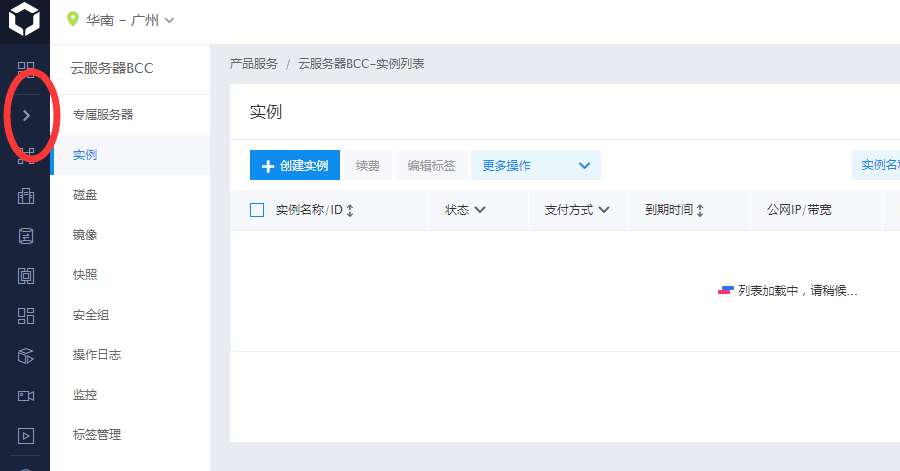 华南 - 广州
云服务器BCC
专属服务器
实例
磁盘
镜像
快照
安全组
操作日志
监控
标签管理
产品服务 / 云服务器BCC-实例列表
实例
+ 创建实例 续费 编辑标签 更多操作 实例名
实例名称/ID 状态 支付方式 到期时间 公网IP/带宽
列表加载中，请稍候...